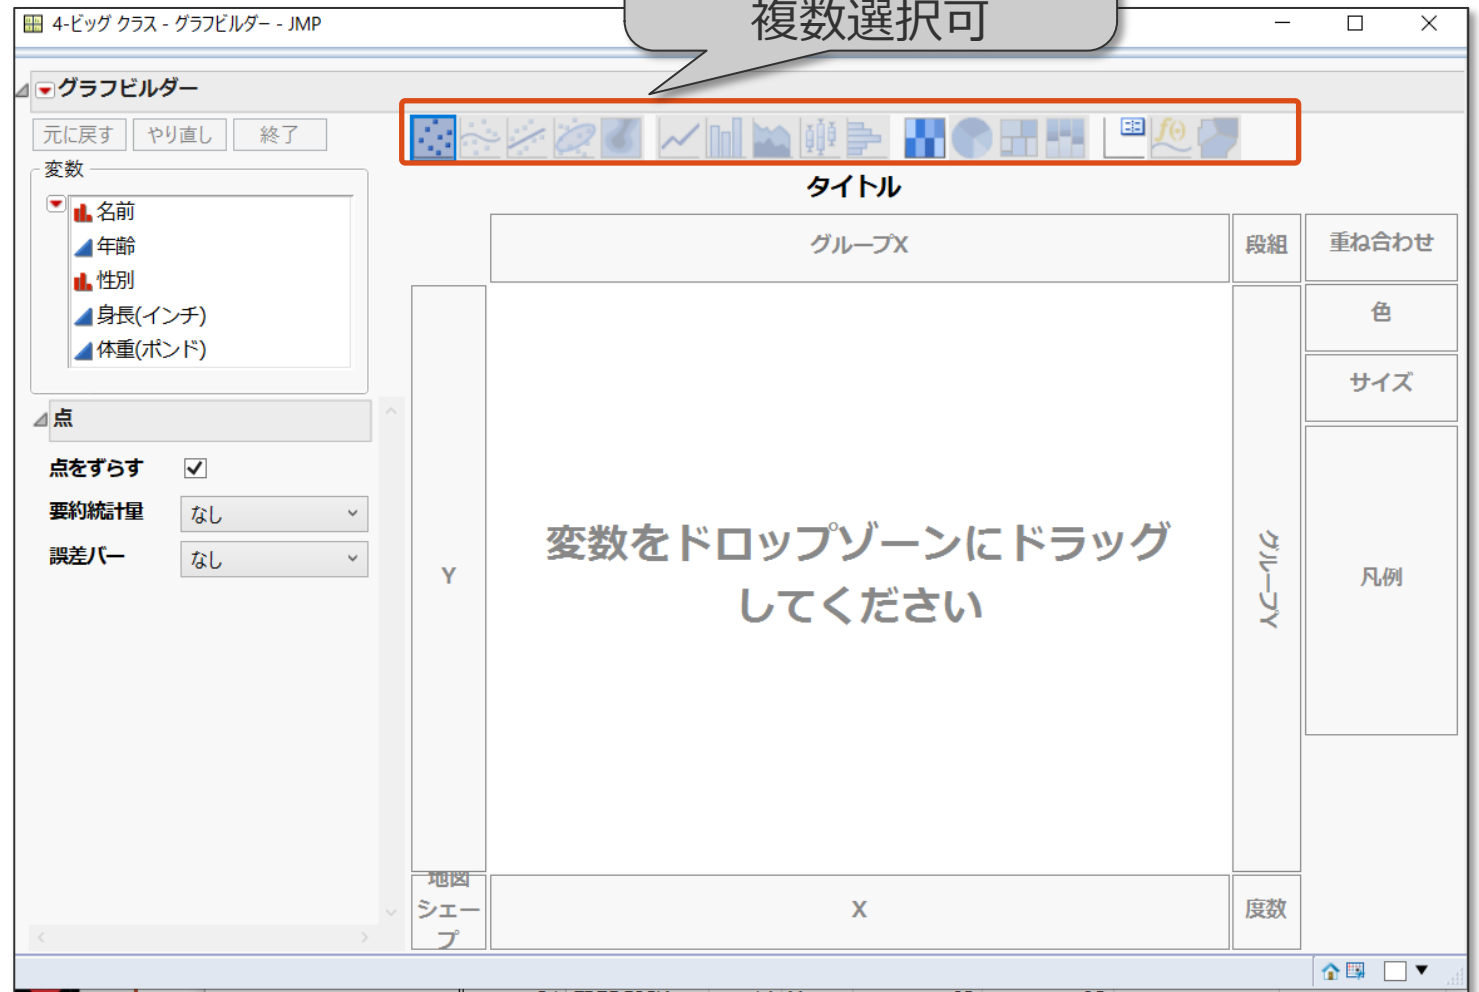 複数選択可
4-ビッグ クラス - グラフビルダー - JMP
グラフビルダー
元に戻す やり直し 終了
変数
名前
年齢
性別
身長(インチ)
体重(ポンド)
点
点をずらす
要約統計量 なし
誤差バー なし
タイトル
グループX
段組
重ね合わせ
色
サイズ
Y
変数をドロップゾーンにドラッグ
してください
グループY
凡例
地図
シェー
プ
X
度数